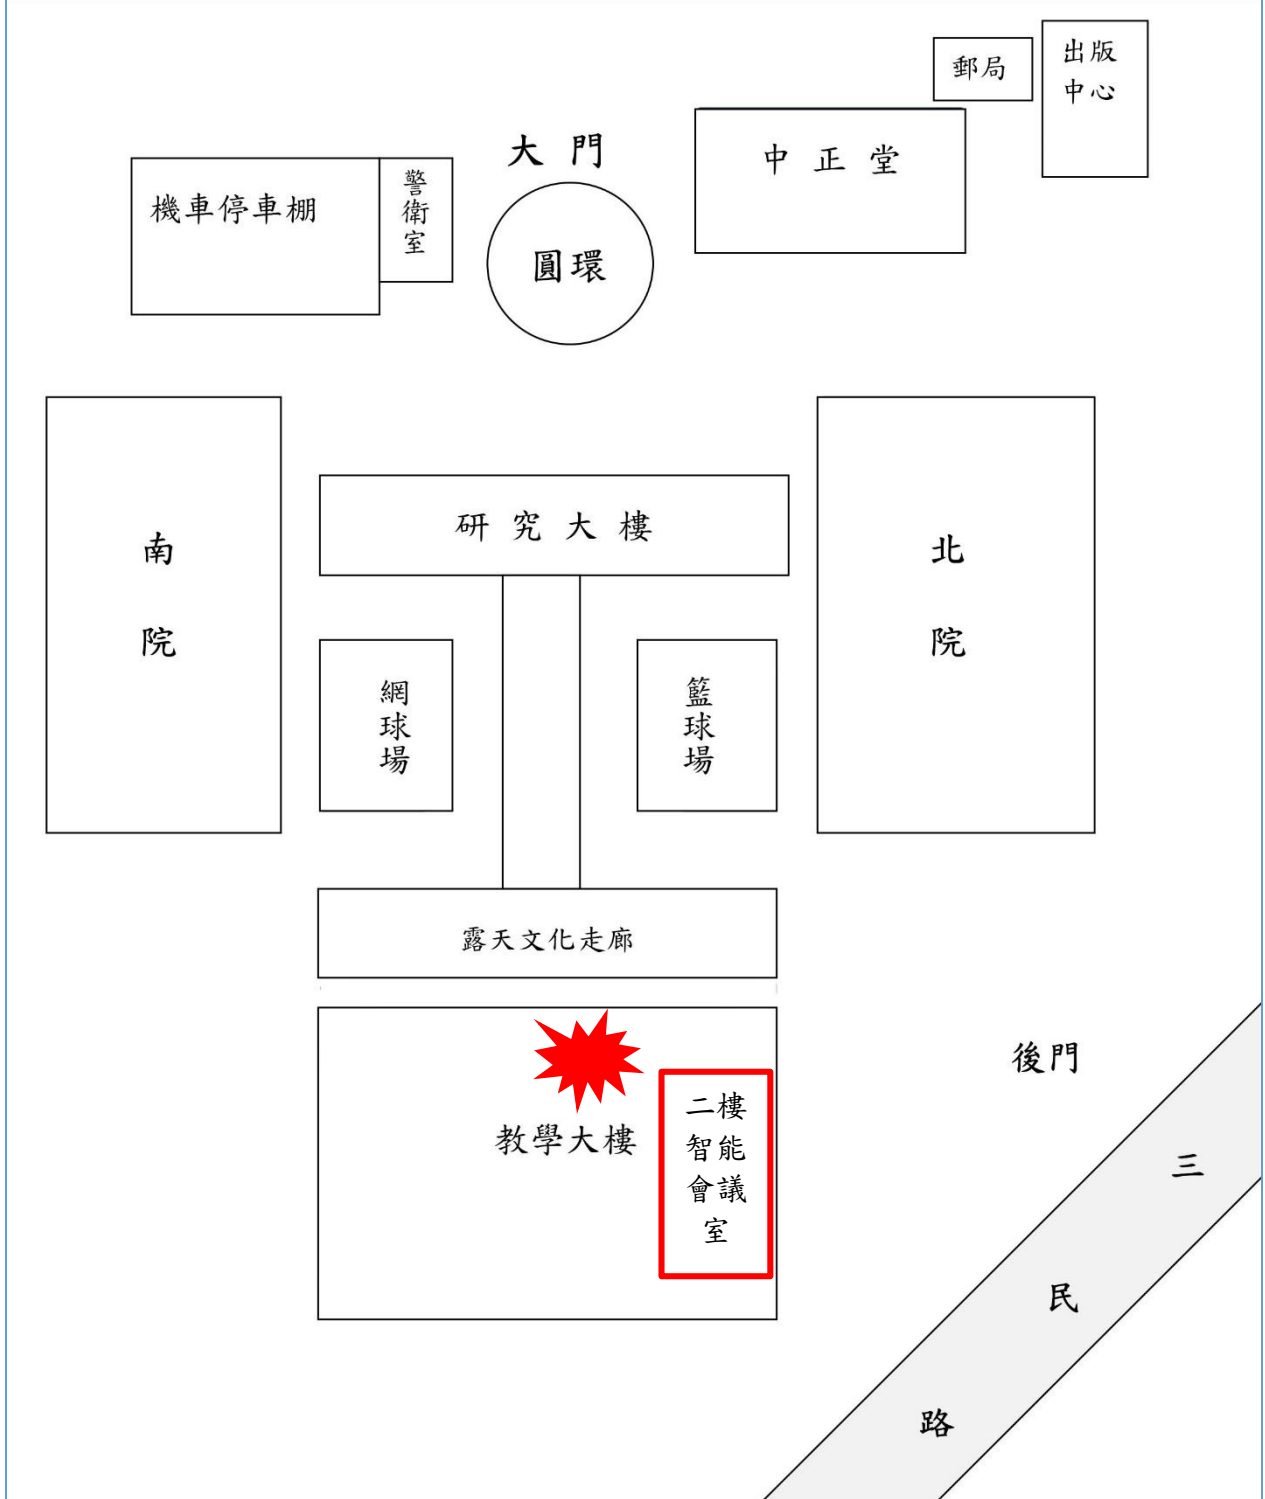 郵局
出版
中心
大門
中正堂
機車停車棚
警衛室
圓環
南院
研究大樓
北院
網球場
籃球場
露天文化走廊
教學大樓
二樓
智能
會議
室
後門
三民路